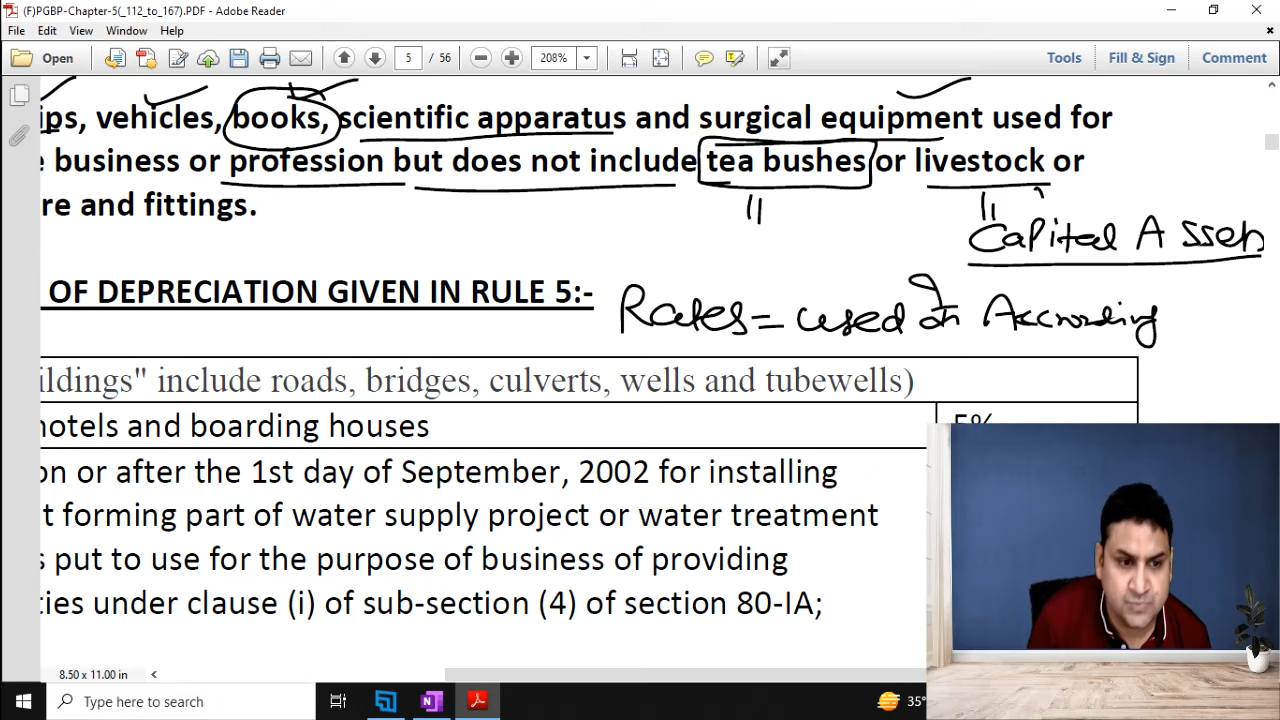 (F)PGBP-Chapter-5(_112_to_167).PDF - Adobe Reader
File Edit View Window Help
Open 5 / 56 208% Tools Fill & Sign Comment
ips, vehicles, books, scientific apparatus and surgical equipment used for
e business or profession but does not include tea bushes or livestock or
re and fittings.
Capital Assets
OF DEPRECIATION GIVEN IN RULE 5:-
Rates = used on According
ildings" include roads, bridges, culverts, wells and tubewells)
hotels and boarding houses 5%
on or after the 1st day of September, 2002 for installing
t forming part of water supply project or water treatment
s put to use for the purpose of business of providing
ties under clause (i) of sub-section (4) of section 80-IA;
8.50 x 11.00 in
Type here to search
35°